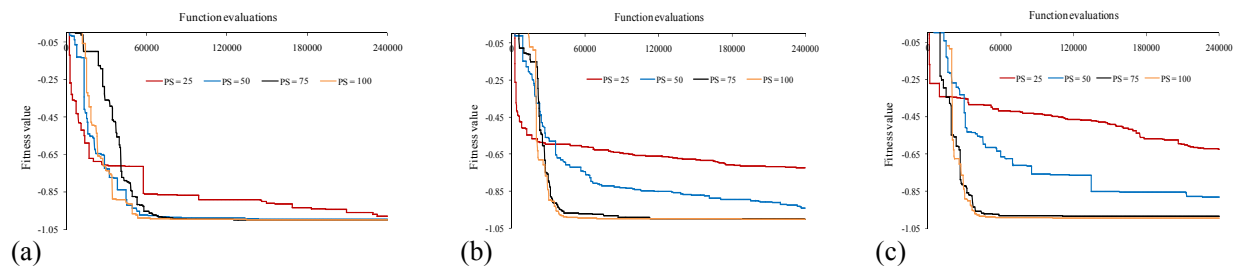 Function evaluations
0 60000 120000 180000 240000
-0.05
-0.25
-0.45
-0.65
-0.85
-1.05
Fitness value
PS = 25 PS = 50 PS = 75 PS = 100
(a)
Function evaluations
0 60000 120000 180000 240000
-0.05
-0.25
-0.45
-0.65
-0.85
-1.05
Fitness value
PS = 25 PS = 50 PS = 75 PS = 100
(b)
Function evaluations
0 60000 120000 180000 240000
-0.05
-0.25
-0.45
-0.65
-0.85
-1.05
Fitness value
PS = 25 PS = 50 PS = 75 PS = 100
(c)